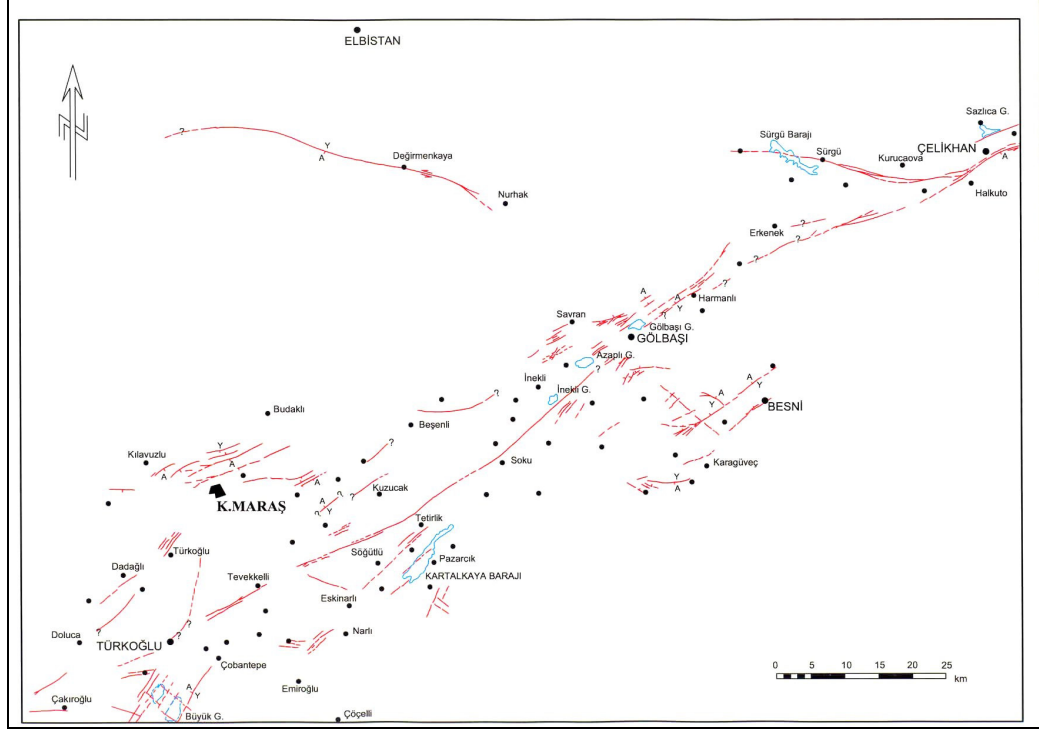 ELBİSTAN
Sazlıca G.
Sürgü Barajı
Sürgü
ÇELİKHAN
Kurucaova
A
?
Y
A
Değirmenkaya
Halkuto
Nurhak
Erkenek
?
?
?
A
A
?
Harmanlı
Y
?
Savran
Gölbaşı G.
GÖLBAŞI
Azaplı G.
?
İnekli
A
Y
İnekli G.
?
A
Y
BESNİ
Budaklı
Beşenli
Y
?
Kılavuzlu
A
A
Soku
Karagüveç
Y
A
K.MARAŞ
Kuzucak
A
Y
?
?
?
Tetirlik
Türkoğlu
Söğütlü
Pazarcık
Dadağlı
Tevekkelli
KARTALKAYA BARAJI
Eskinarlı
Doluca
?
?
TÜRKOĞLU
Narlı
Çobantepe
A
Y
Emiroğlu
Çakıroğlu
Büyük G.
Çöçelli
0 5 10 15 20 25
km